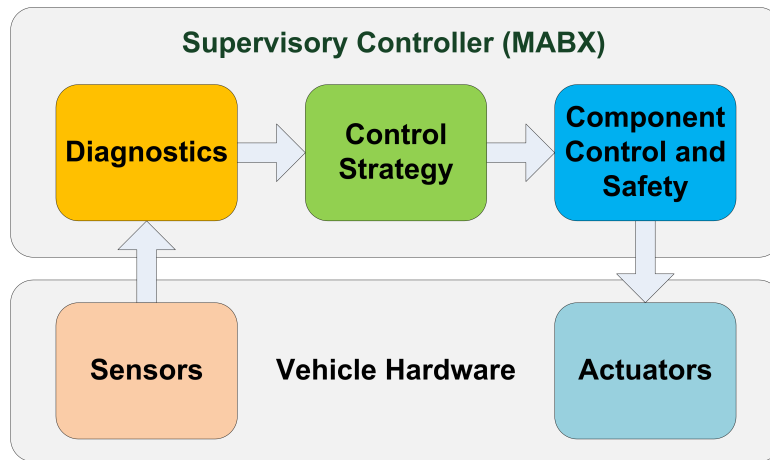 Supervisory Controller (MABX)
Diagnostics
Control
Strategy
Component
Control and
Safety
Sensors
Vehicle Hardware
Actuators